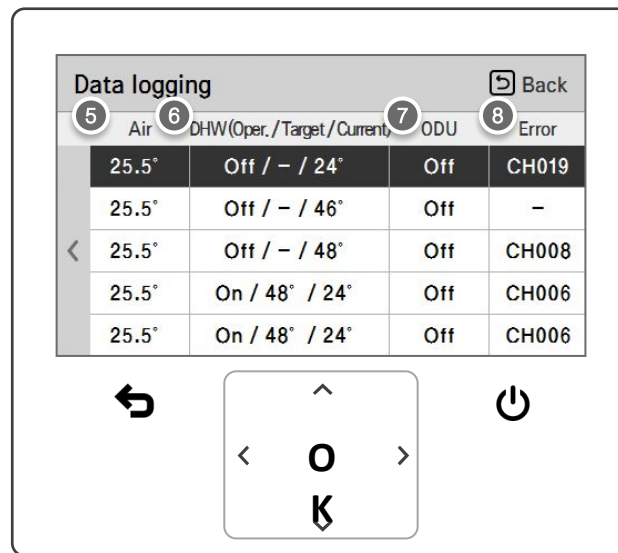 Data logging Back
5 Air 6 DHW(Oper./Target/Current) 7 ODU 8 Error
25.5° Off / − / 24° Off CH019
25.5° Off / − / 46° Off −
25.5° Off / − / 48° Off CH008
25.5° On / 48° / 24° Off CH006
25.5° On / 48° / 24° Off CH006
O
K